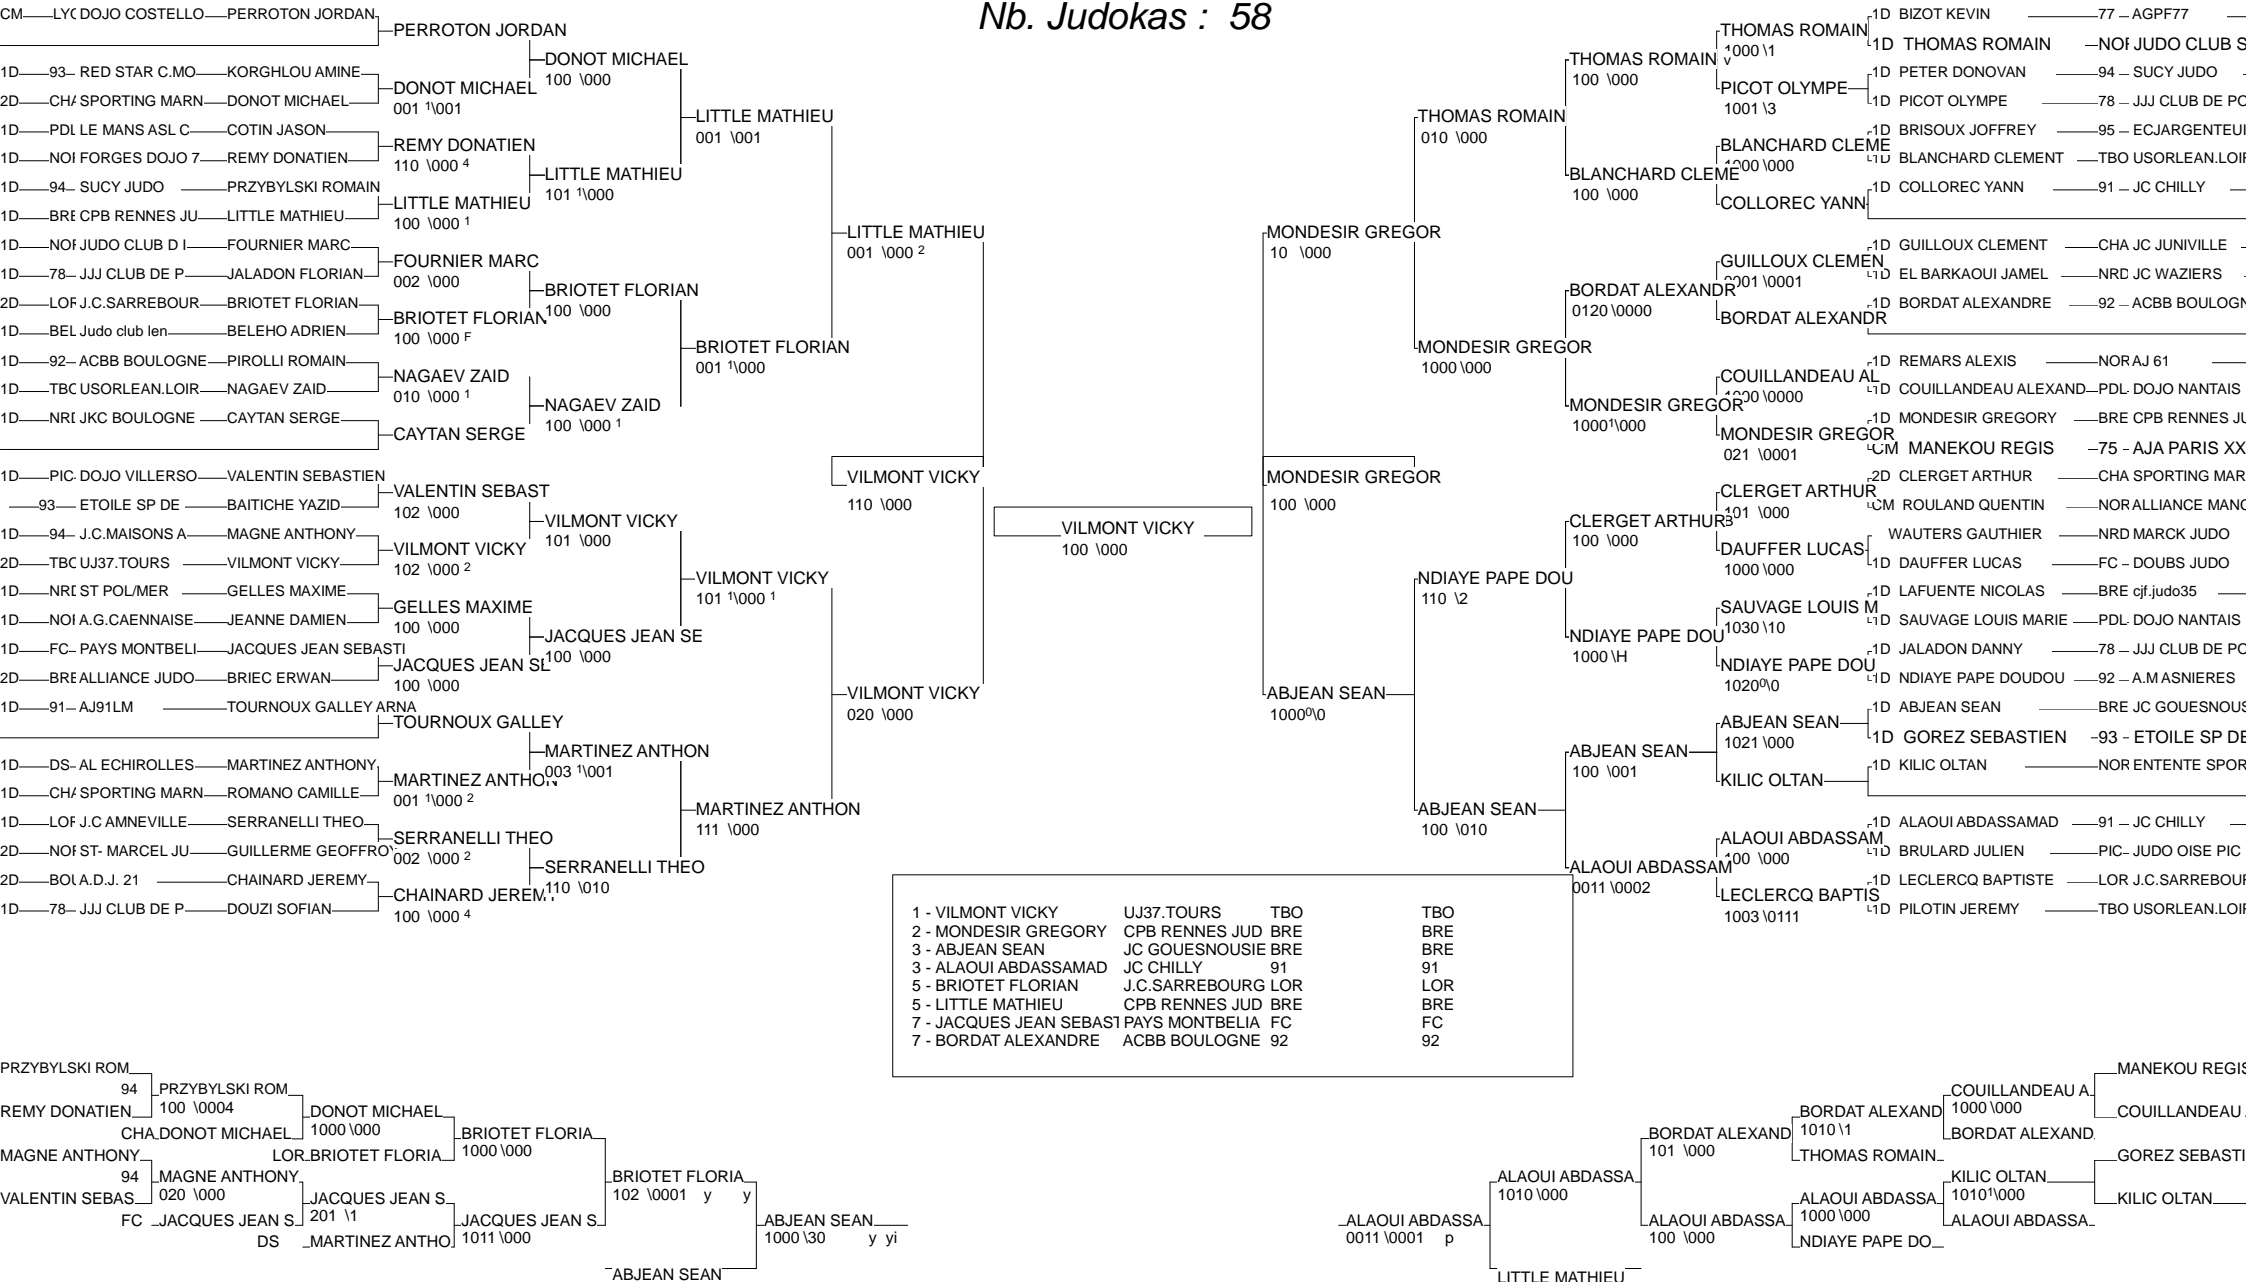 Nb. Judokas : 58
CM LYC DOJO COSTELLO PERROTON JORDAN
1D 93 RED STAR C.MO KORGHLOU AMINE
2D CHA SPORTING MARN DONOT MICHAEL
1D PDL LE MANS ASL C COTIN JASON
1D NOR FORGES DOJO 7 REMY DONATIEN
1D 94 SUCY JUDO PRZYBYLSKI ROMAIN
1D BRE CPB RENNES JU LITTLE MATHIEU
1D NOR JUDO CLUB D I FOURNIER MARC
1D 78 JJJ CLUB DE P JALADON FLORIAN
2D LOR J.C.SARREBOUR BRIOTET FLORIAN
1D BEL Judo club len BELEHO ADRIEN
1D 92 ACBB BOULOGNE PIROLLI ROMAIN
1D TBO USORLEAN.LOIR NAGAEV ZAID
1D NRD JKC BOULOGNE CAYTAN SERGE
1D PIC DOJO VILLERSO VALENTIN SEBASTIEN
93 ETOILE SP DE BAITICHE YAZID
1D 94 J.C.MAISONS A MAGNE ANTHONY
2D TBO UJ37.TOURS VILMONT VICKY
1D NRD ST POL/MER GELLES MAXIME
1D NOR A.G.CAENNAISE JEANNE DAMIEN
1D FC PAYS MONTBELI JACQUES JEAN SEBASTI
2D BRE ALLIANCE JUDO BRIEC ERWAN
1D 91 AJ91LM TOURNOUX GALLEY ARNA
1D DS AL ECHIROLLES MARTINEZ ANTHONY
1D CHA SPORTING MARN ROMANO CAMILLE
1D LOR J.C AMNEVILLE SERRANELLI THEO
2D NOR ST- MARCEL JU GUILLERME GEOFFROY
2D BOU A.D.J. 21 CHAINARD JEREMY
1D 78 JJJ CLUB DE P DOUZI SOFIAN
PERROTON JORDAN
DONOT MICHAEL
001 1\001
REMY DONATIEN
110 \000 4
LITTLE MATHIEU
100 \000 1
FOURNIER MARC
002 \000
BRIOTET FLORIAN
100 \000 F
NAGAEV ZAID
010 \000 1
CAYTAN SERGE
VALENTIN SEBAST
102 \000
VILMONT VICKY
102 \000 2
GELLES MAXIME
100 \000
JACQUES JEAN SE
100 \000
TOURNOUX GALLEY
MARTINEZ ANTHON
001 1\000 2
SERRANELLI THEO
002 \000 2
CHAINARD JEREMY
100 \000 4
DONOT MICHAEL
100 \000
LITTLE MATHIEU
101 1\000
BRIOTET FLORIAN
100 \000
NAGAEV ZAID
100 \000 1
VILMONT VICKY
101 \000
JACQUES JEAN SE
100 \000
MARTINEZ ANTHON
003 1\001
SERRANELLI THEO
110 \010
LITTLE MATHIEU
001 \001
BRIOTET FLORIAN
001 1\000
VILMONT VICKY
101 1\000 1
MARTINEZ ANTHON
111 \000
LITTLE MATHIEU
001 \000 2
VILMONT VICKY
110 \000
VILMONT VICKY
020 \000
VILMONT VICKY
100 \000
MONDESIR GREGOR
10 \000
MONDESIR GREGOR
100 \000
ABJEAN SEAN
1000 0\0
THOMAS ROMAIN
010 \000
MONDESIR GREGOR
1000 \000
NDIAYE PAPE DOU
110 \2
ABJEAN SEAN
100 \010
THOMAS ROMAIN v
100 \000
BLANCHARD CLEME
100 \000
BORDAT ALEXANDR
0120 \0000
MONDESIR GREGOR
1000 1\000
CLERGET ARTHUR
100 \000
NDIAYE PAPE DOU
1000 \H
ABJEAN SEAN
100 \001
ALAOUI ABDASSAM
0011 \0002
THOMAS ROMAIN
1000 \1
PICOT OLYMPE
1001 \3
BLANCHARD CLEME
1000 \000
COLLOREC YANN
GUILLOUX CLEMEN
0001 \0001
BORDAT ALEXANDR
COUILLANDEAU AL
1000 \0000
MONDESIR GREGOR
021 \0001
CLERGET ARTHUR
101 \000
DAUFFER LUCAS
1000 \000
SAUVAGE LOUIS M
1030 \10
NDIAYE PAPE DOU
1020 0\0
ABJEAN SEAN
1021 \000
KILIC OLTAN
ALAOUI ABDASSAM
100 \000
LECLERCQ BAPTIS
1003 \0111
1D BIZOT KEVIN 77 AGPF77
1D THOMAS ROMAIN NOR JUDO CLUB S
1D PETER DONOVAN 94 SUCY JUDO
1D PICOT OLYMPE 78 JJJ CLUB DE PO
1D BRISOUX JOFFREY 95 ECJARGENTEUI
1D BLANCHARD CLEMENT TBO USORLEAN.LOIR
1D COLLOREC YANN 91 JC CHILLY
1D GUILLOUX CLEMENT CHA JC JUNIVILLE
1D EL BARKAOUI JAMEL NRD JC WAZIERS
1D BORDAT ALEXANDRE 92 ACBB BOULOGN
1D REMARS ALEXIS NOR AJ 61
1D COUILLANDEAU ALEXAND PDL DOJO NANTAIS
1D MONDESIR GREGORY BRE CPB RENNES JU
CM MANEKOU REGIS 75 AJA PARIS XX
2D CLERGET ARTHUR CHA SPORTING MAR
CM ROULAND QUENTIN NOR ALLIANCE MANC
WAUTERS GAUTHIER NRD MARCK JUDO
1D DAUFFER LUCAS FC DOUBS JUDO
1D LAFUENTE NICOLAS BRE cjf.judo35
1D SAUVAGE LOUIS MARIE PDL DOJO NANTAIS
1D JALADON DANNY 78 JJJ CLUB DE PO
1D NDIAYE PAPE DOUDOU 92 A.M ASNIERES
1D ABJEAN SEAN BRE JC GOUESNOUS
1D GOREZ SEBASTIEN 93 ETOILE SP DE
1D KILIC OLTAN NOR ENTENTE SPOR
1D ALAOUI ABDASSAMAD 91 JC CHILLY
1D BRULARD JULIEN PIC JUDO OISE PIC
1D LECLERCQ BAPTISTE LOR J.C.SARREBOUR
1D PILOTIN JEREMY TBO USORLEAN.LOIR
1 - VILMONT VICKY UJ37.TOURS TBO TBO
2 - MONDESIR GREGORY CPB RENNES JUD BRE BRE
3 - ABJEAN SEAN JC GOUESNOUSIE BRE BRE
3 - ALAOUI ABDASSAMAD JC CHILLY 91 91
5 - BRIOTET FLORIAN J.C.SARREBOURG LOR LOR
5 - LITTLE MATHIEU CPB RENNES JUD BRE BRE
7 - JACQUES JEAN SEBAST PAYS MONTBELIA FC FC
7 - BORDAT ALEXANDRE ACBB BOULOGNE 92 92
PRZYBYLSKI ROM
94
REMY DONATIEN
PRZYBYLSKI ROM
100 \0004
CHA DONOT MICHAEL
MAGNE ANTHONY
94
VALENTIN SEBAS
MAGNE ANTHONY
020 \000
FC JACQUES JEAN S
DONOT MICHAEL
1000 \000
LOR BRIOTET FLORIA
JACQUES JEAN S
201 \1
DS MARTINEZ ANTHO
BRIOTET FLORIA
1000 \000
JACQUES JEAN S
1011 \000
BRIOTET FLORIA
102 \0001 y y
ABJEAN SEAN
ABJEAN SEAN
1000 \30 y yi
ALAOUI ABDASSA
0011 \0001 p
ALAOUI ABDASSA
1010 \000
LITTLE MATHIEU
BORDAT ALEXAND
101 \000
ALAOUI ABDASSA
100 \000
BORDAT ALEXAND
1010 \1
THOMAS ROMAIN
ALAOUI ABDASSA
1000 \000
NDIAYE PAPE DO
COUILLANDEAU A
1000 \000
BORDAT ALEXAND
KILIC OLTAN
1010 1\000
ALAOUI ABDASSA
MANEKOU REGIS
COUILLANDEAU
GOREZ SEBASTI
KILIC OLTAN